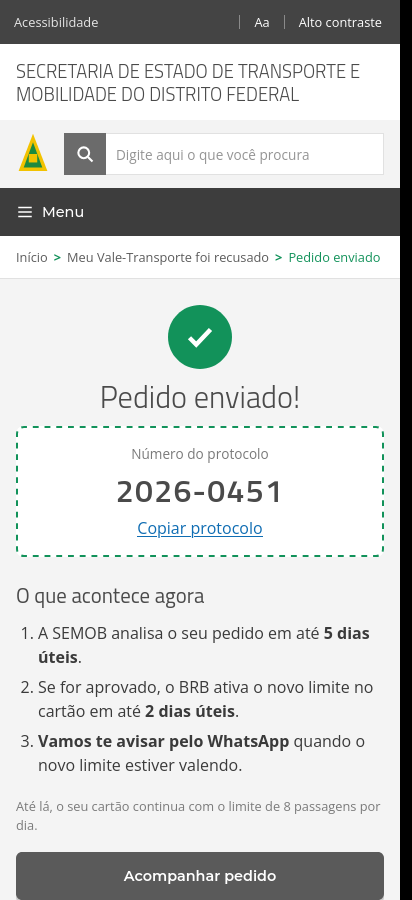 Acessibilidade
Aa
Alto contraste
SECRETARIA DE ESTADO DE TRANSPORTE E
MOBILIDADE DO DISTRITO FEDERAL
Digite aqui o que você procura
Menu
Início > Meu Vale-Transporte foi recusado > Pedido enviado
Pedido enviado!
Número do protocolo
2026-0451
Copiar protocolo
O que acontece agora
1. A SEMOB analisa o seu pedido em até 5 dias
úteis.
2. Se for aprovado, o BRB ativa o novo limite no
cartão em até 2 dias úteis.
3. Vamos te avisar pelo WhatsApp quando o
novo limite estiver valendo.
Até lá, o seu cartão continua com o limite de 8 passagens por
dia.
Acompanhar pedido